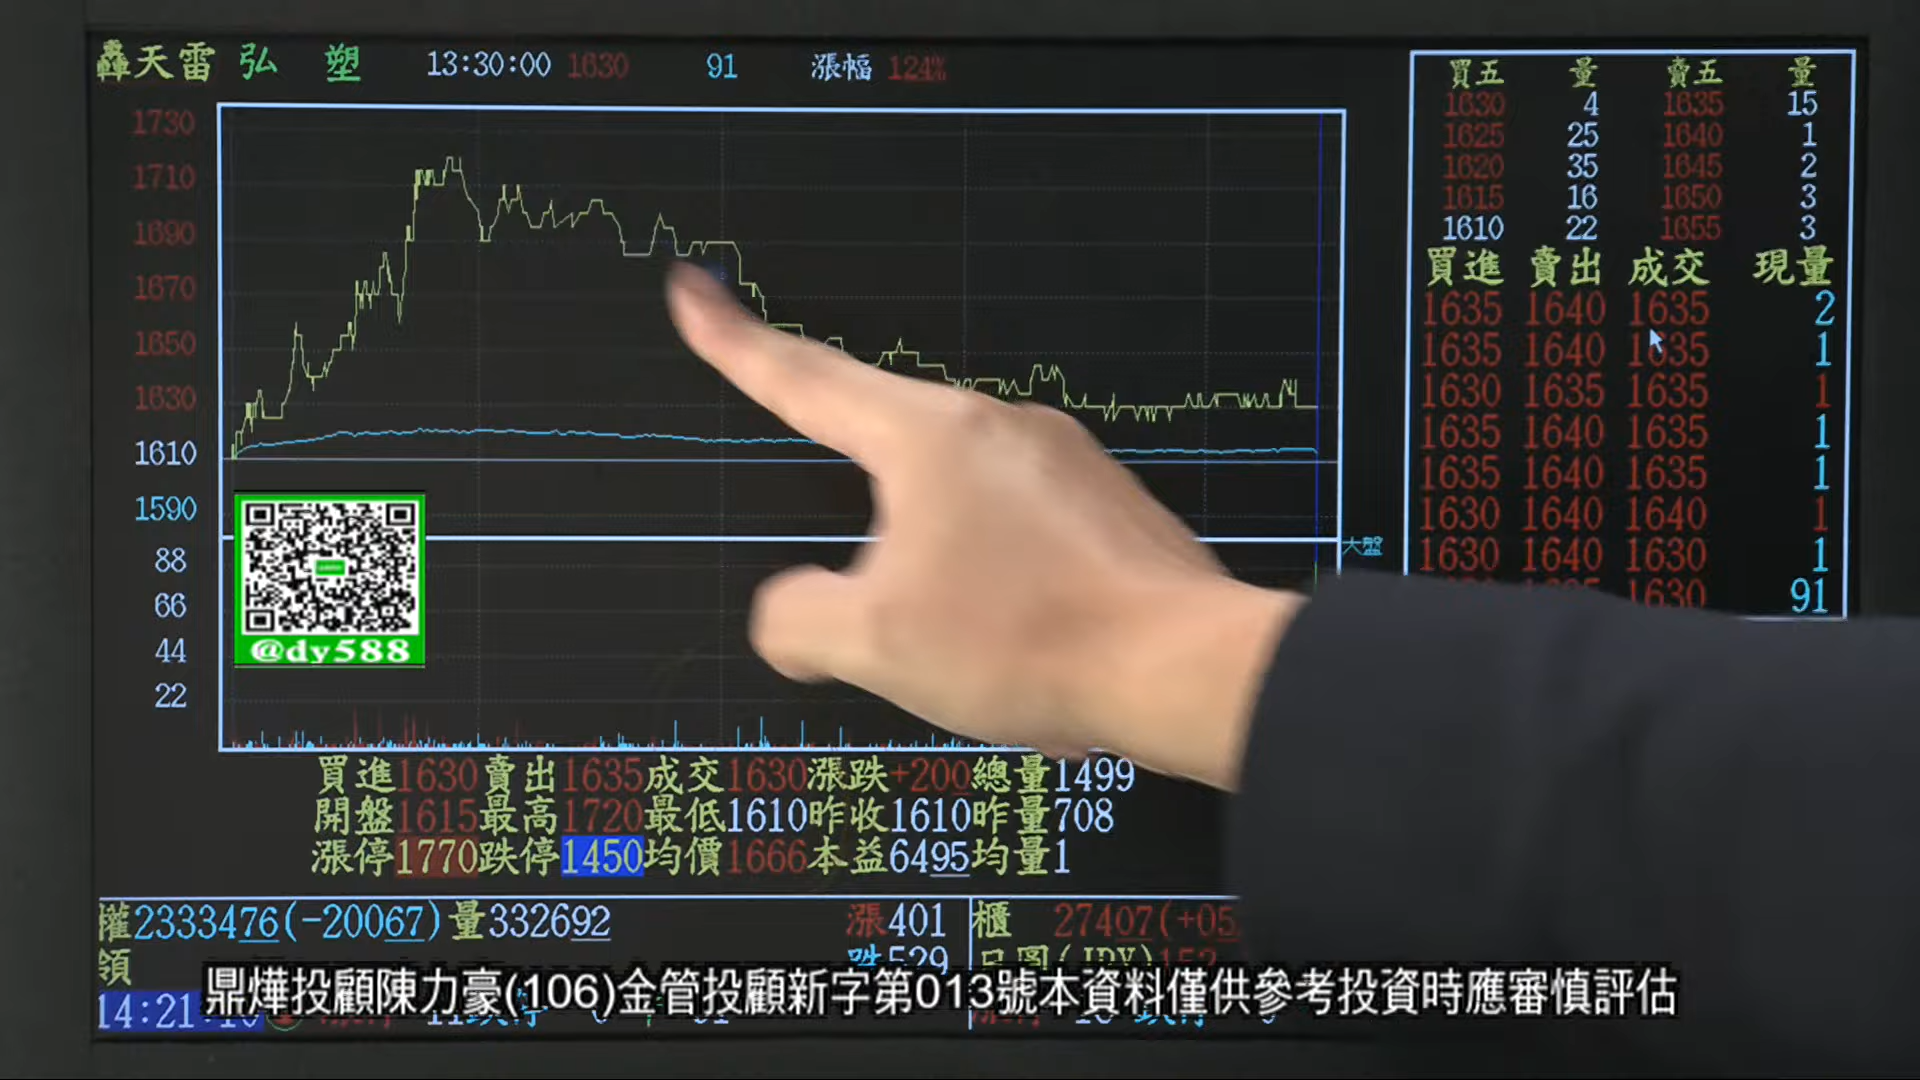 轟天雷 弘 塑 13:30:00 1630 91 漲幅 124%
1730
1710
1690
1670
1650
1630
1610
1590
88
66
44
22
大盤
@dy588
買五 量 賣五 量
1630 4 1635 15
1625 25 1640 1
1620 35 1645 2
1615 16 1650 3
1610 22 1655 3
買進 賣出 成交 現量
1635 1640 1635 2
1635 1640 1635 1
1630 1635 1635 1
1635 1640 1635 1
1635 1640 1635 1
1630 1640 1640 1
1630 1640 1630 1
1630 91
買進1630賣出1635成交1630漲跌+200總量1499
開盤1615最高1720最低1610昨收1610昨量708
漲停1770跌停1450均價1666本益6495均量1
權2333476(-20067)量332692 漲401 櫃 27407(+05
領 跌529
鼎燁投顧陳力豪(106)金管投顧新字第013號本資料僅供參考投資時應審慎評估
14:21